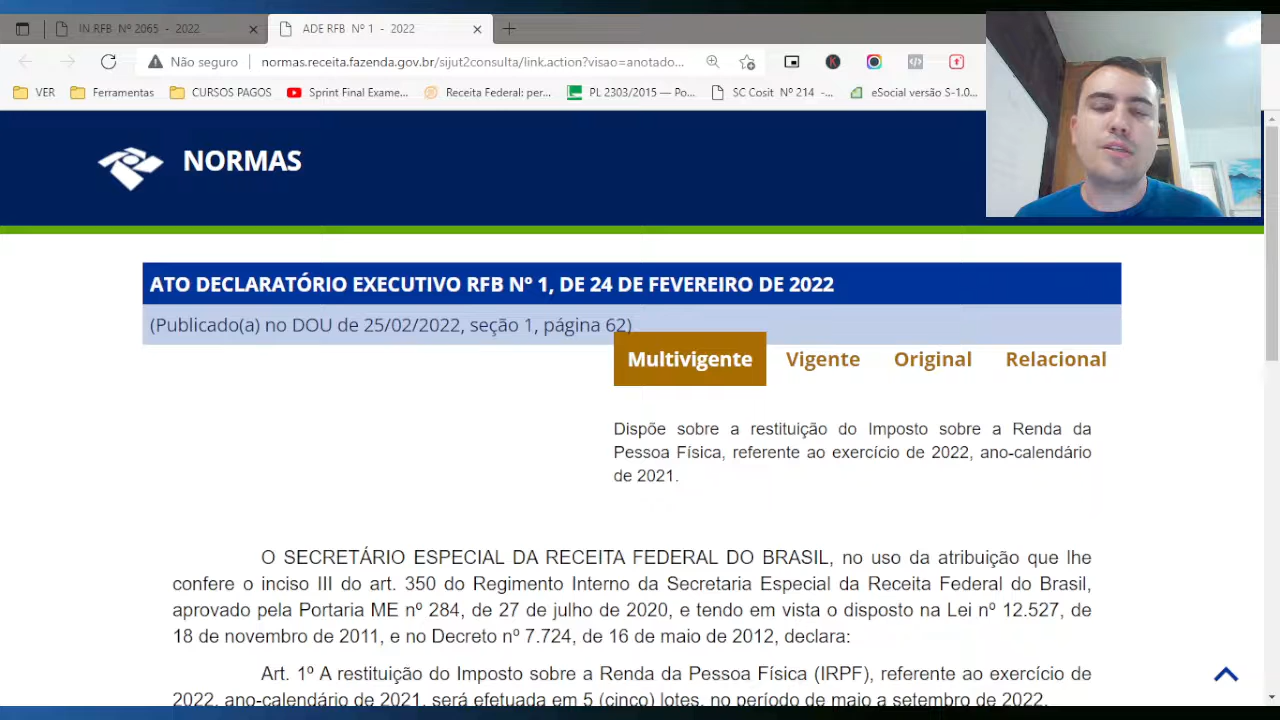 IN RFB Nº 2065 - 2022
ADE RFB Nº 1 - 2022
Não seguro
normas.receita.fazenda.gov.br/sijut2consulta/link.action?visao=anotado...
VER
Ferramentas
CURSOS PAGOS
Sprint Final Exame...
Receita Federal: per...
PL 2303/2015 — Po...
SC Cosit Nº 214 -...
eSocial versão S-1.0...
NORMAS
ATO DECLARATÓRIO EXECUTIVO RFB Nº 1, DE 24 DE FEVEREIRO DE 2022
(Publicado(a) no DOU de 25/02/2022, seção 1, página 62)
Multivigente Vigente Original Relacional
Dispõe sobre a restituição do Imposto sobre a Renda da
Pessoa Física, referente ao exercício de 2022, ano-calendário
de 2021.
O SECRETÁRIO ESPECIAL DA RECEITA FEDERAL DO BRASIL, no uso da atribuição que lhe
confere o inciso III do art. 350 do Regimento Interno da Secretaria Especial da Receita Federal do Brasil,
aprovado pela Portaria ME nº 284, de 27 de julho de 2020, e tendo em vista o disposto na Lei nº 12.527, de
18 de novembro de 2011, e no Decreto nº 7.724, de 16 de maio de 2012, declara:
Art. 1º A restituição do Imposto sobre a Renda da Pessoa Física (IRPF), referente ao exercício de
2022, ano-calendário de 2021, será efetuada em 5 (cinco) lotes, no período de maio a setembro de 2022.